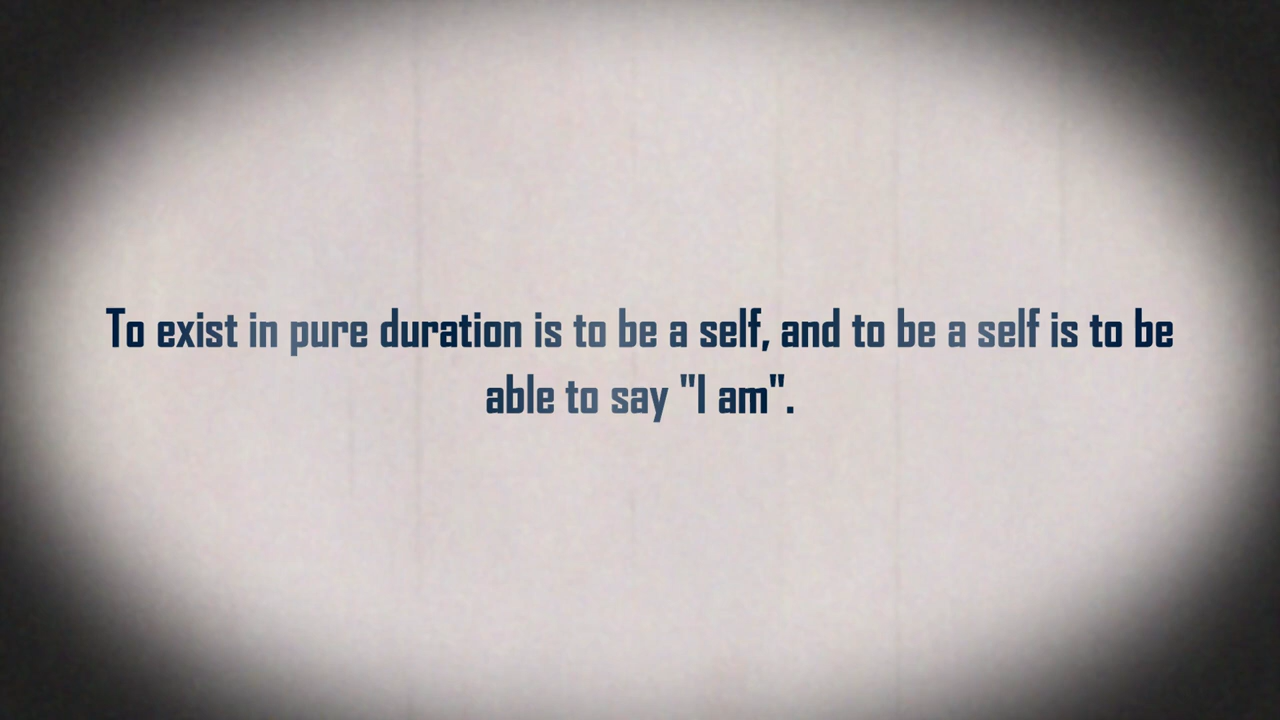 To exist in pure duration is to be a self, and to be a self is to be
able to say "I am".